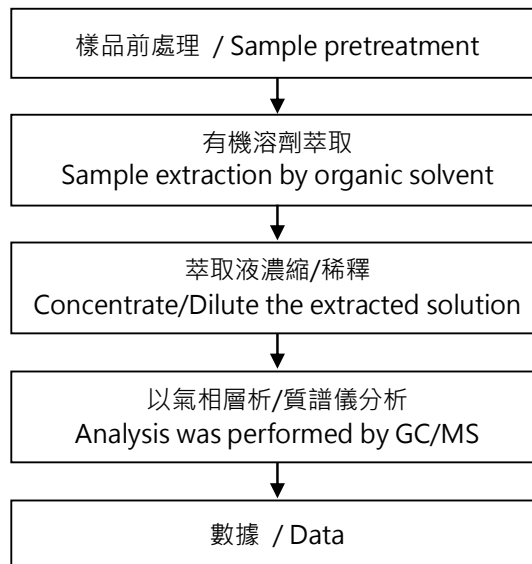 樣品前處理 / Sample pretreatment
有機溶劑萃取
Sample extraction by organic solvent
萃取液濃縮/稀釋
Concentrate/Dilute the extracted solution
以氣相層析/質譜儀分析
Analysis was performed by GC/MS
數據 / Data